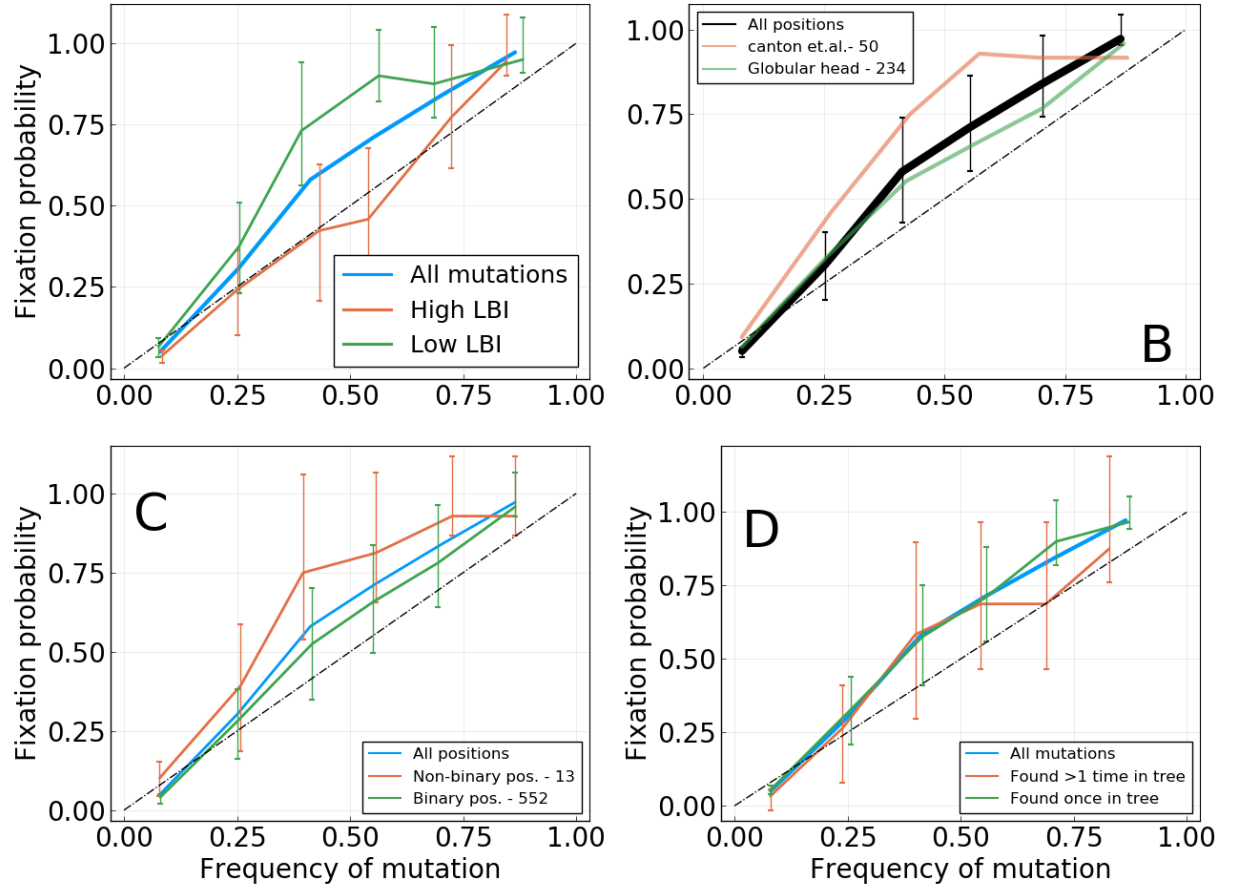 Fixation probability
1.00
0.75
0.50
0.25
0.00
All mutations
High LBI
Low LBI
0.00 0.25 0.50 0.75 1.00
1.00
0.75
0.50
0.25
0.00
All positions
canton et.al.- 50
Globular head - 234
B
0.00 0.25 0.50 0.75 1.00
Fixation probability
1.00
0.75
0.50
0.25
0.00
C
All positions
Non-binary pos. - 13
Binary pos. - 552
0.00 0.25 0.50 0.75 1.00
Frequency of mutation
Fixation probability
1.00
0.75
0.50
0.25
0.00
D
All mutations
Found >1 time in tree
Found once in tree
0.00 0.25 0.50 0.75 1.00
Frequency of mutation